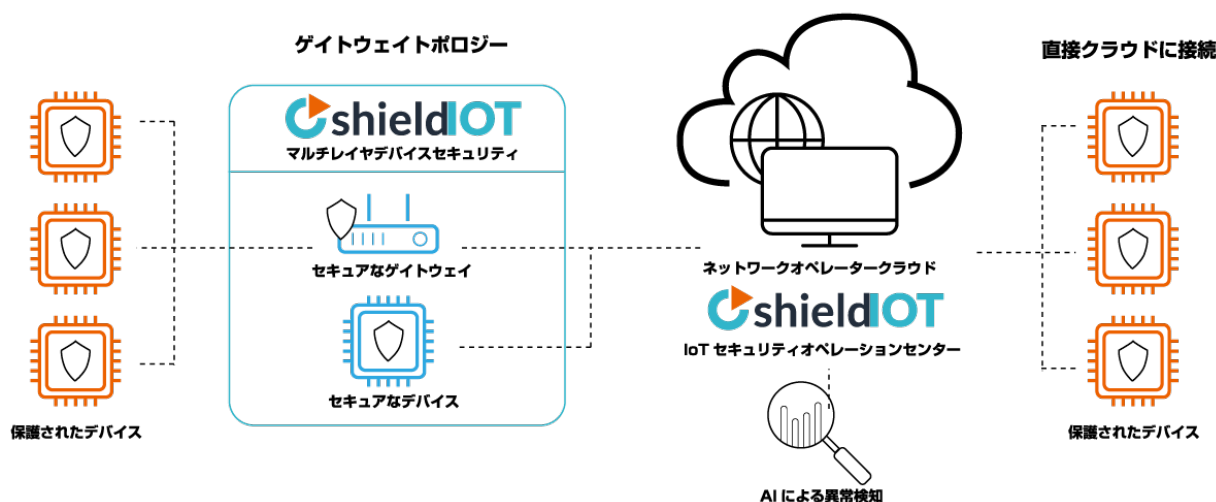 ゲイトウェイトポロジー
shieldIOT
マルチレイヤデバイスセキュリティ
セキュアなゲイトウェイ
セキュアなデバイス
保護されたデバイス
ネットワークオペレータークラウド
shieldIOT
IoT セキュリティオペレーションセンター
AI による異常検知
直接クラウドに接続
保護されたデバイス